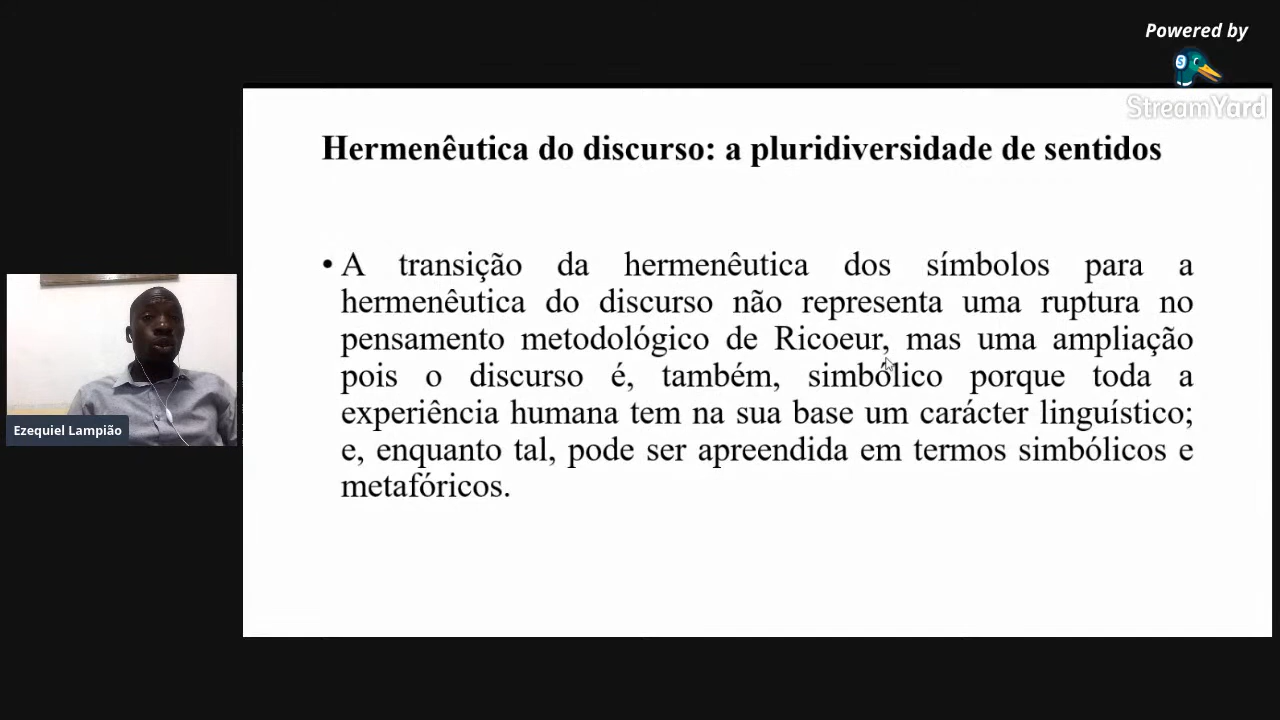 Powered by
StreamYard
Hermenêutica do discurso: a pluridiversidade de sentidos
• A transição da hermenêutica dos símbolos para a
hermenêutica do discurso não representa uma ruptura no
pensamento metodológico de Ricoeur, mas uma ampliação
pois o discurso é, também, simbólico porque toda a
experiência humana tem na sua base um carácter linguístico;
e, enquanto tal, pode ser apreendida em termos simbólicos e
metafóricos.
Ezequiel Lampião